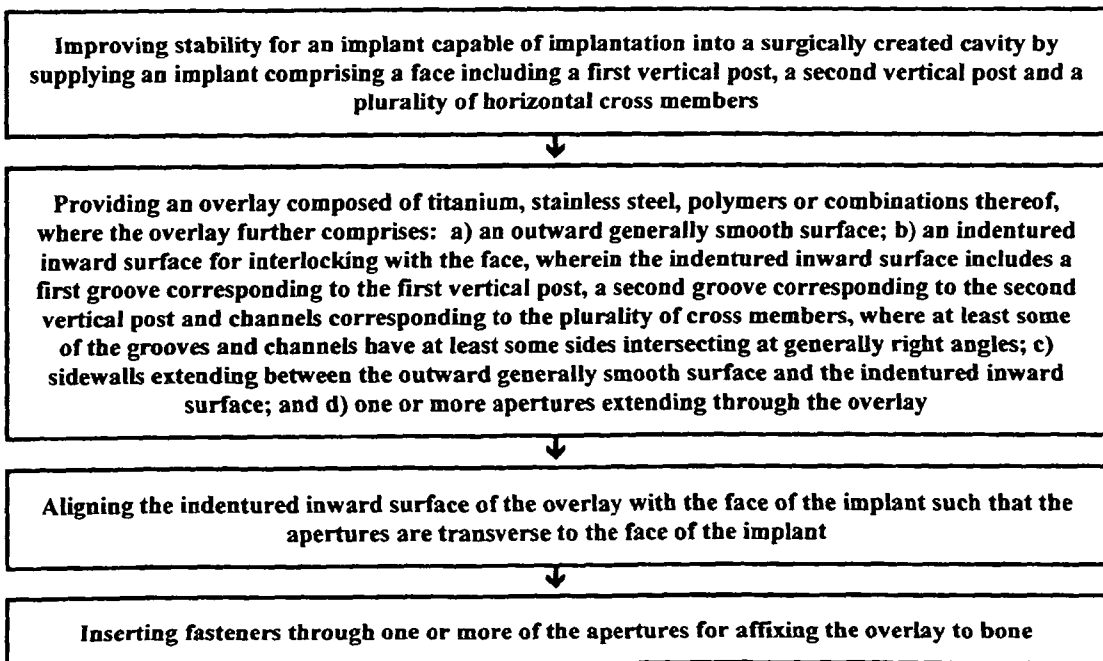 Improving stability for an implant capable of implantation into a surgically created cavity by
supplying an implant comprising a face including a first vertical post, a second vertical post and a
plurality of horizontal cross members
Providing an overlay composed of titanium, stainless steel, polymers or combinations thereof,
where the overlay further comprises: a) an outward generally smooth surface; b) an indentured
inward surface for interlocking with the face, wherein the indentured inward surface includes a
first groove corresponding to the first vertical post, a second groove corresponding to the second
vertical post and channels corresponding to the plurality of cross members, where at least some
of the grooves and channels have at least some sides intersecting at generally right angles; c)
sidewalls extending between the outward generally smooth surface and the indentured inward
surface; and d) one or more apertures extending through the overlay
Aligning the indentured inward surface of the overlay with the face of the implant such that the
apertures are transverse to the face of the implant
Inserting fasteners through one or more of the apertures for affixing the overlay to bone